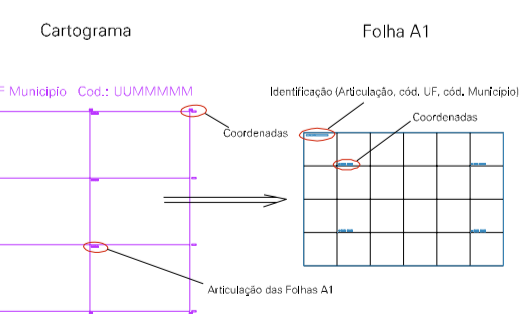 Cartograma
Folha A1
F Município Cod.: UUMMMMM
Identificação (Articulação, cód. UF, cód. Município)
Coordenadas
Coordenadas
Articulação das Folhas A1